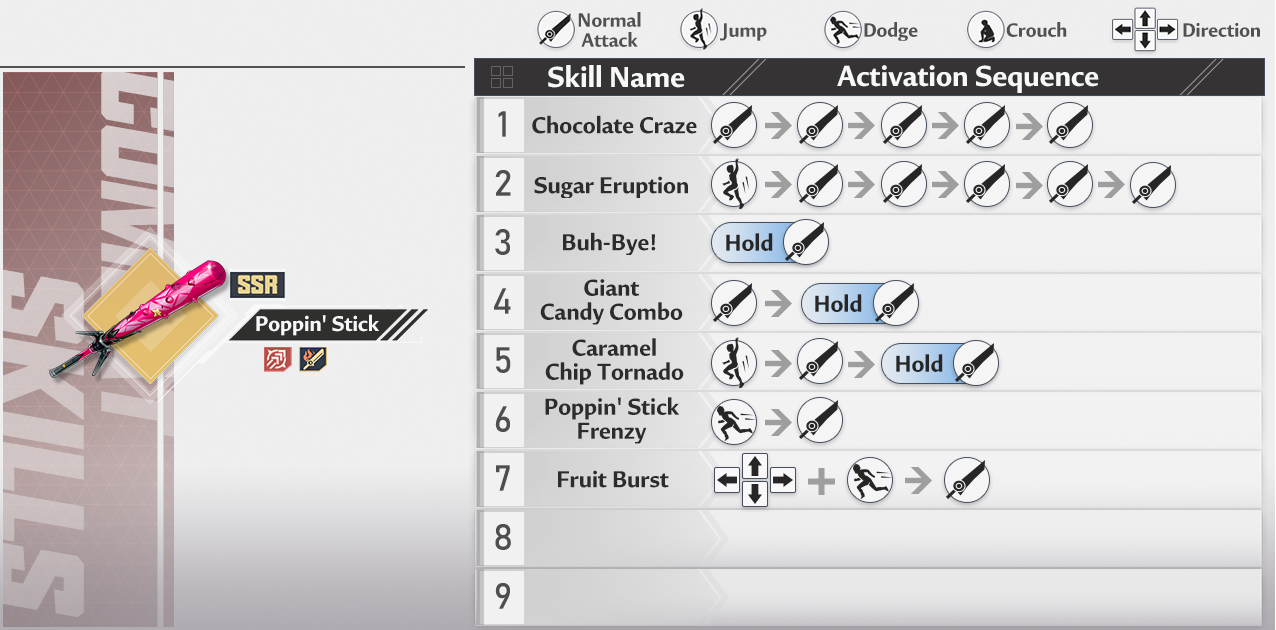 Normal
Attack
Jump
Dodge
Crouch
Direction
Skill Name
Activation Sequence
GUMMI
SKILLS
SSR
Poppin' Stick
1 Chocolate Craze
2 Sugar Eruption
3 Buh-Bye! Hold
4 Giant
Candy Combo Hold
5 Caramel
Chip Tornado Hold
6 Poppin' Stick
Frenzy
7 Fruit Burst
8
9